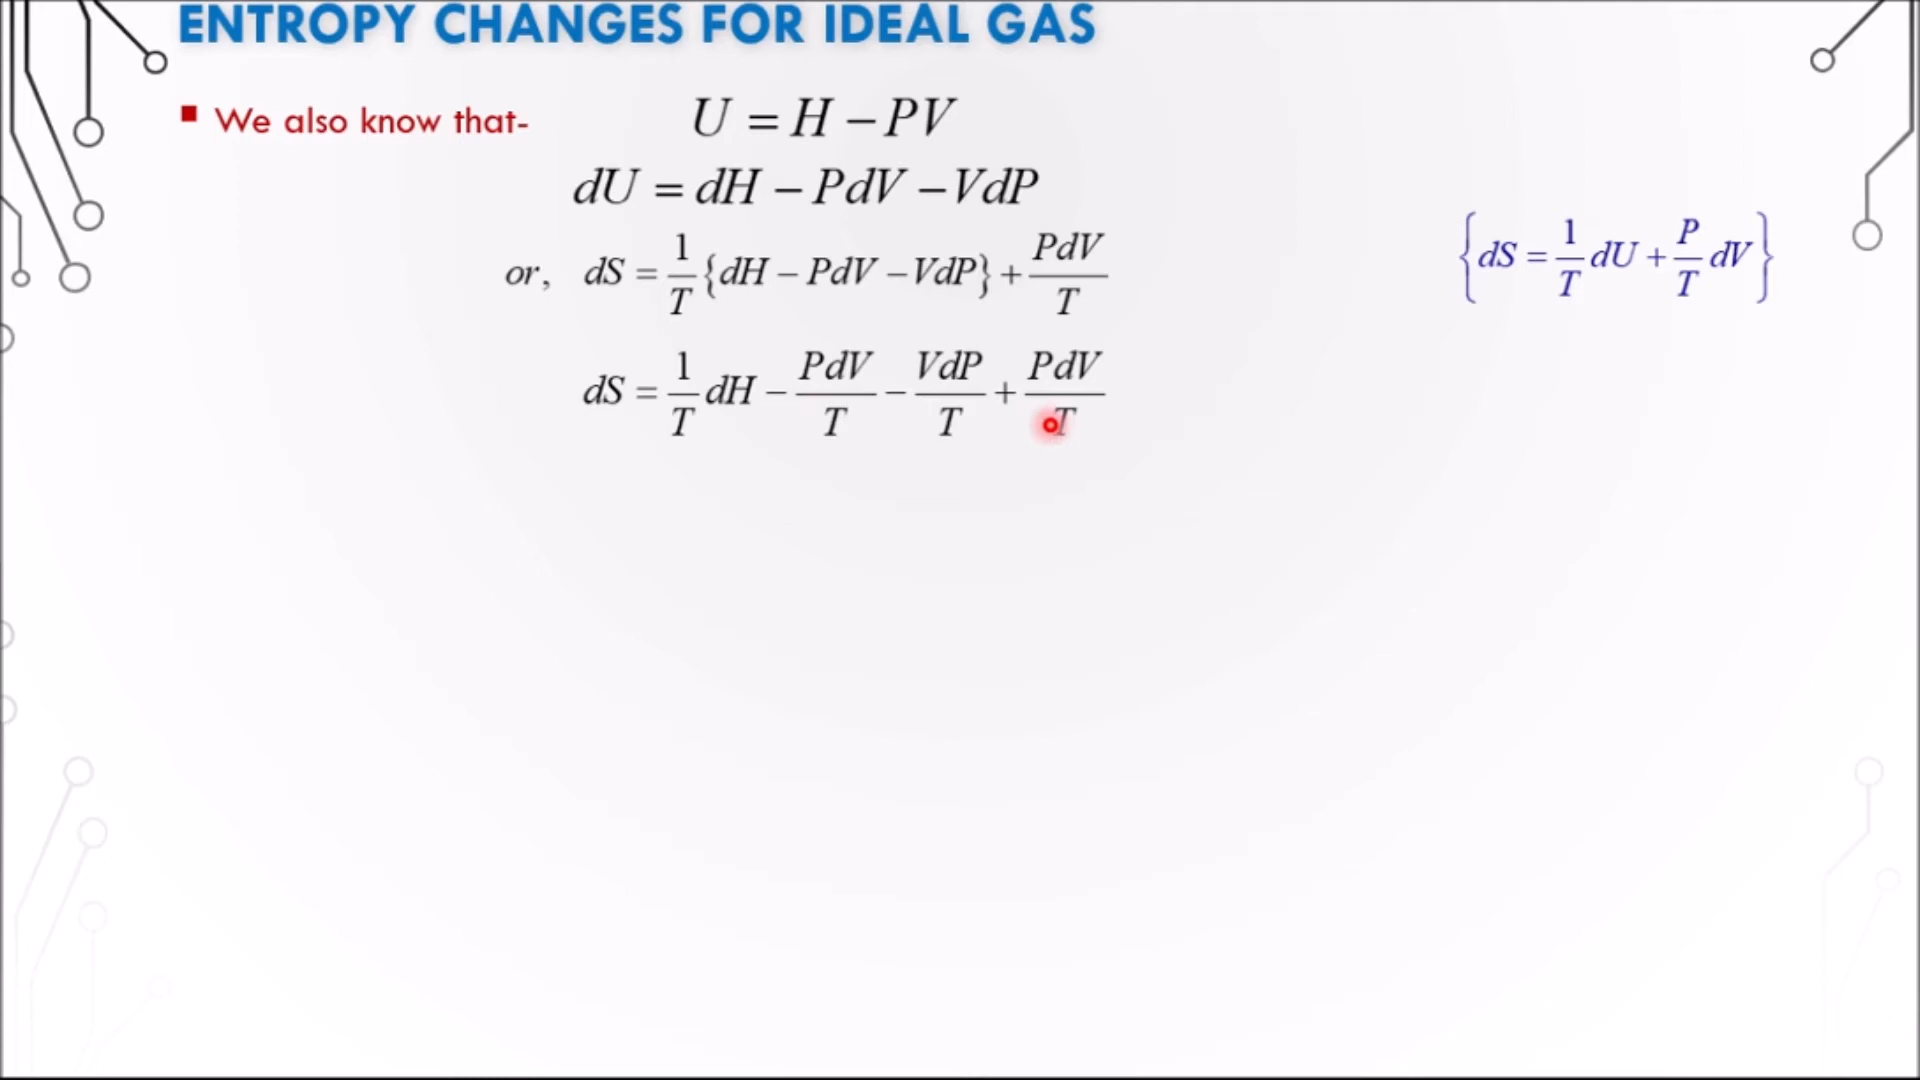 ENTROPY CHANGES FOR IDEAL GAS
We also know that-
U = H − PV
dU = dH − PdV − VdP
or, dS = 1/T {dH − PdV − VdP} + PdV/T
{dS = 1/T dU + P/T dV}
dS = 1/T dH − PdV/T − VdP/T + PdV/T